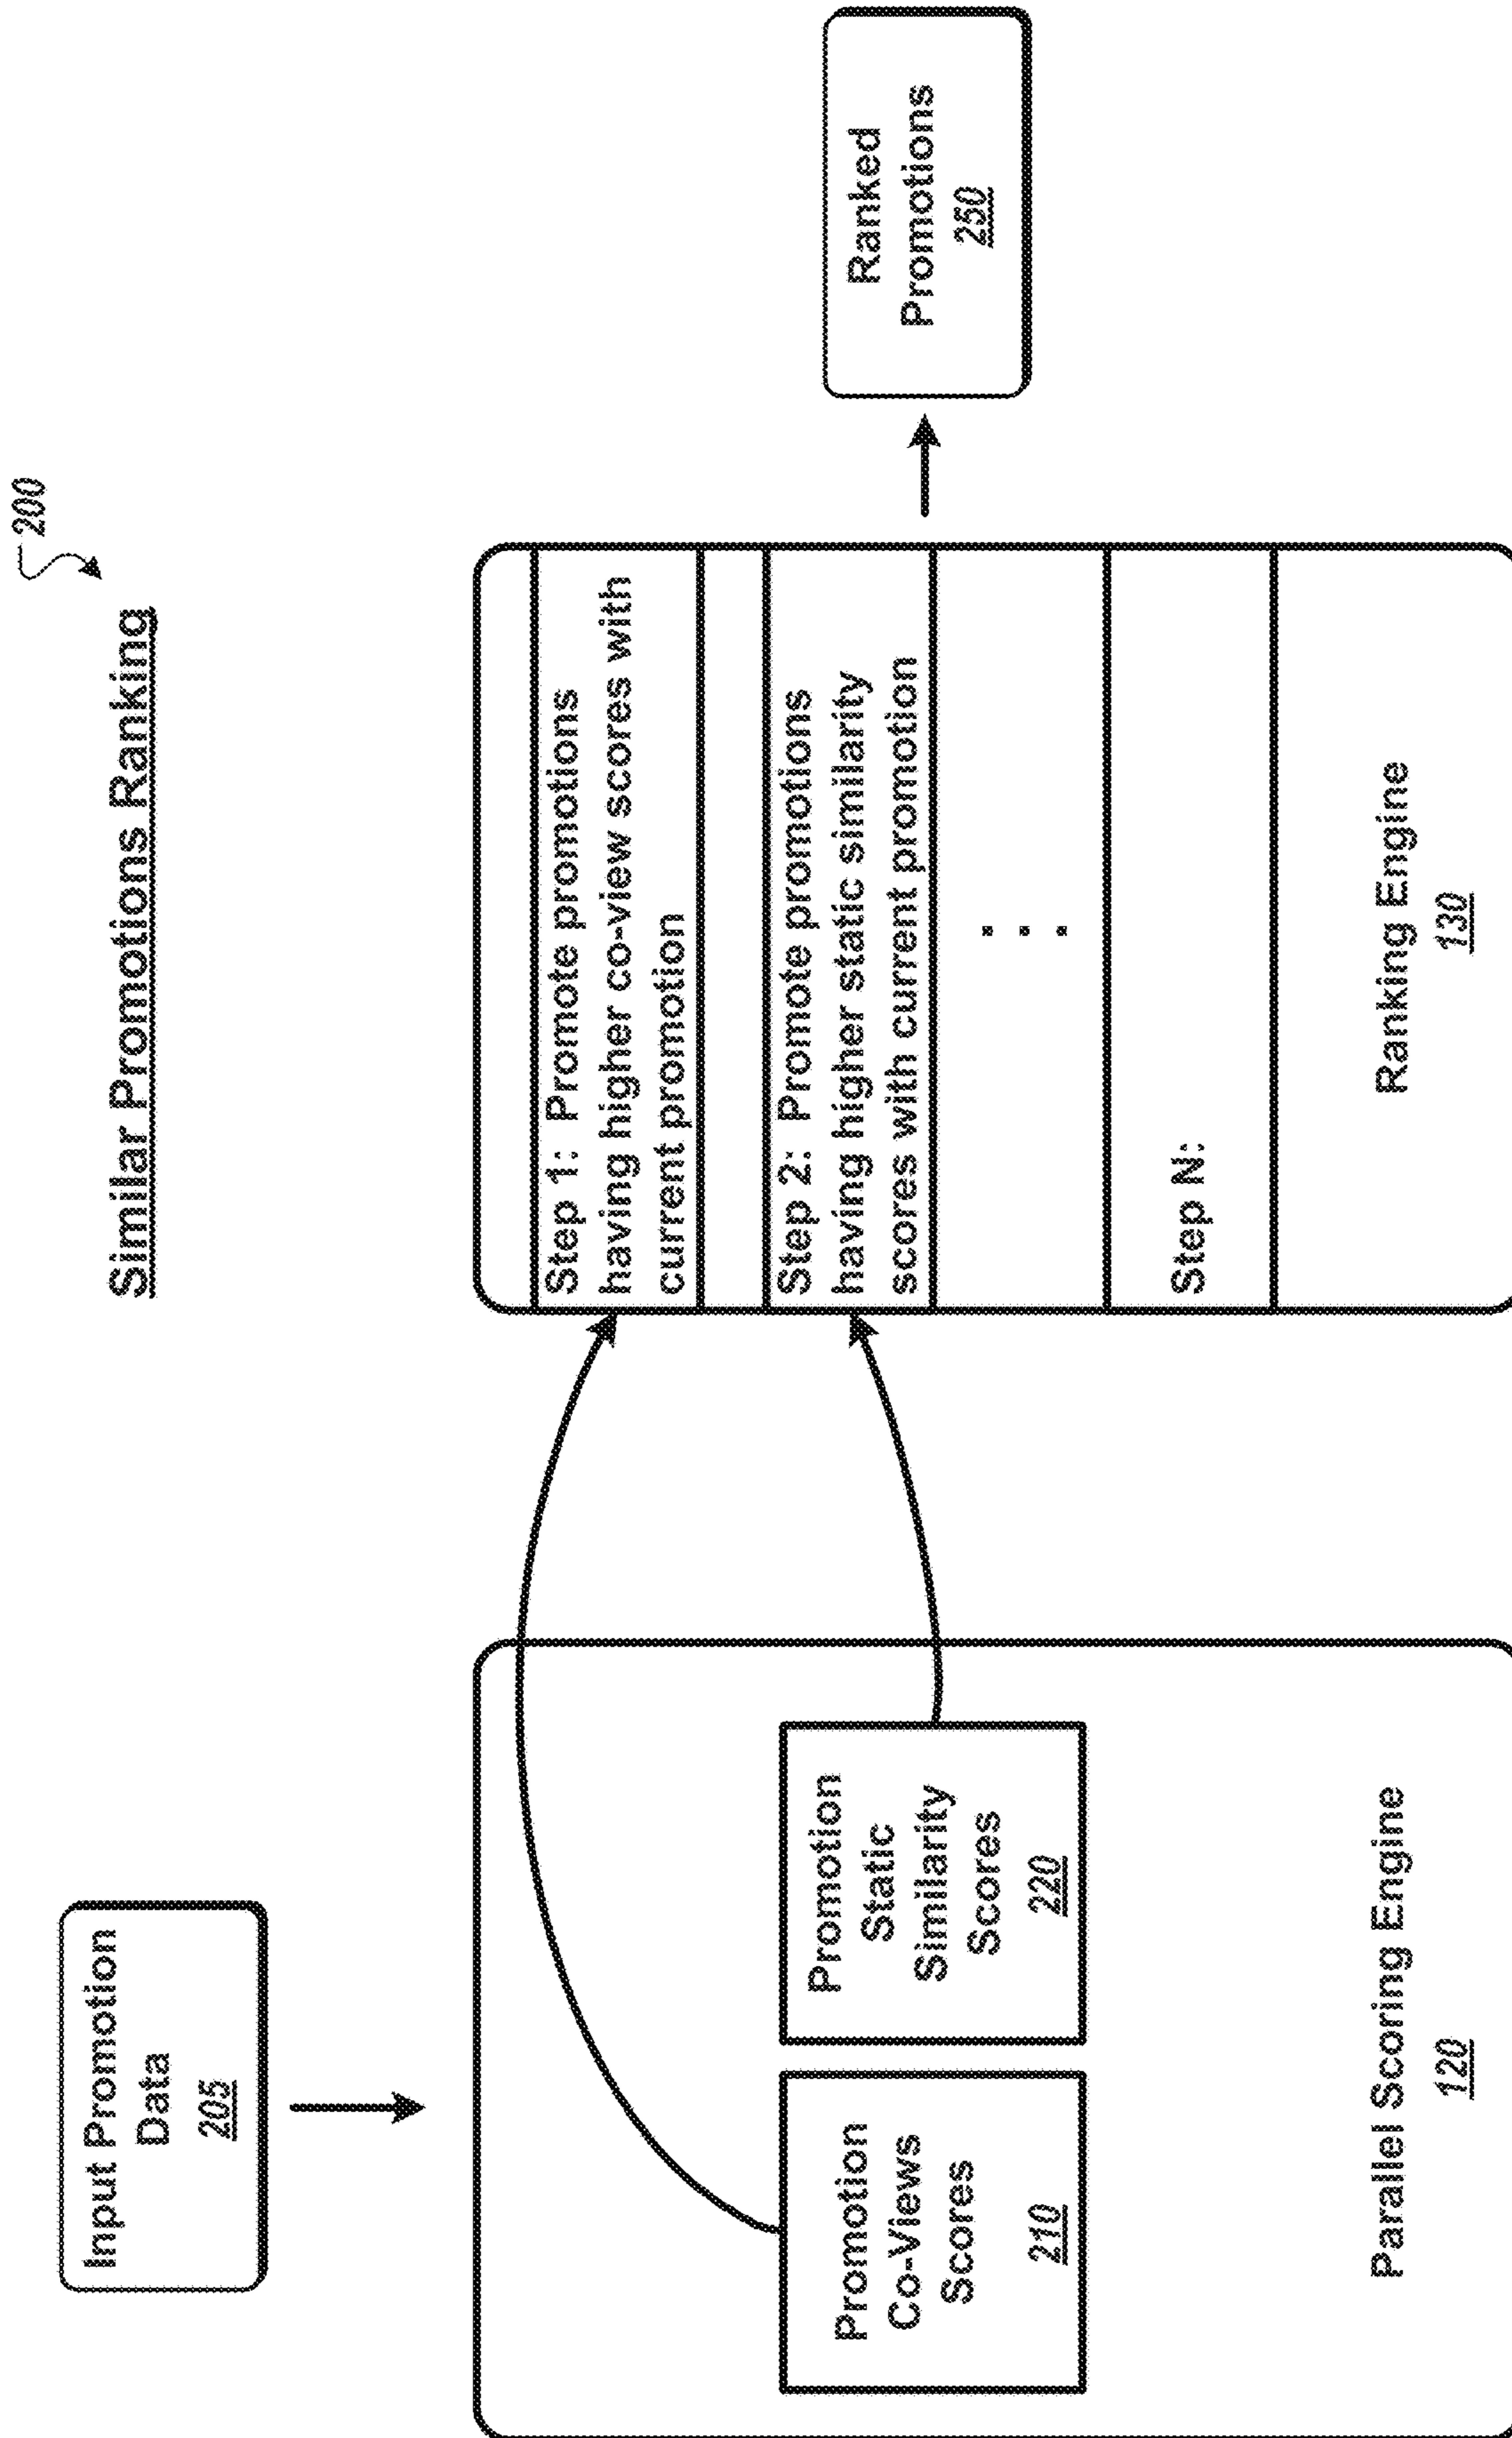 200
Similar Promotions Ranking
Input Promotion
Data
205
Promotion
Co-Views
Scores
210
Promotion
Static
Similarity
Scores
220
Parallel Scoring Engine
120
Step 1: Promote promotions
having higher co-view scores with
current promotion
Step 2: Promote promotions
having higher static similarity
scores with current promotion
. . .
Step N:
Ranking Engine
130
Ranked
Promotions
250